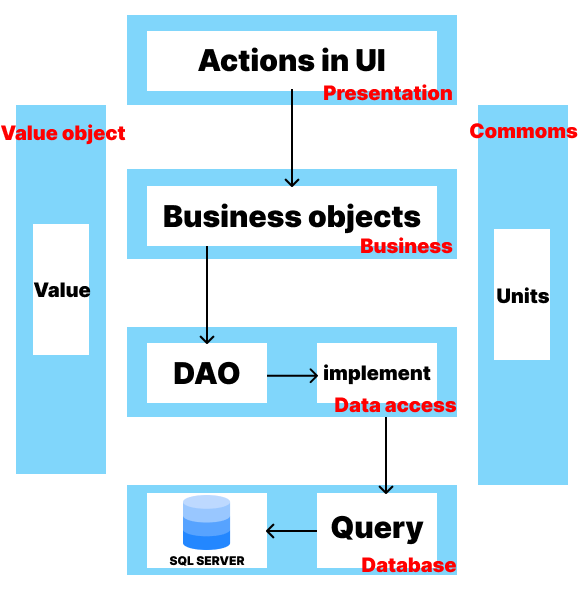 Actions in UI
Presentation
Value object
Commoms
Business objects
Business
Value
Units
DAO
implement
Data access
Query
SQL SERVER
Database